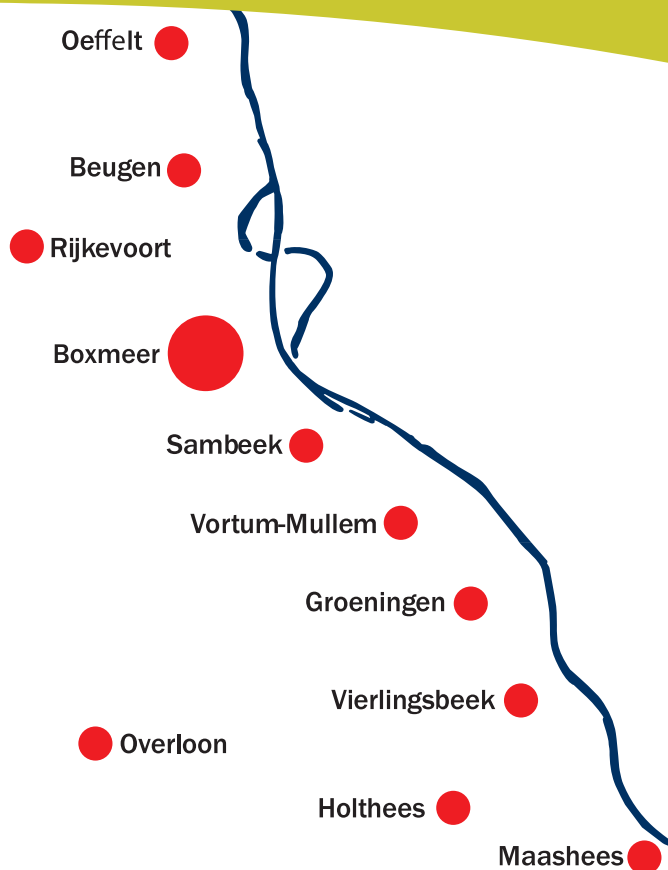 Oeffelt
Beugen
Rijkevoort
Boxmeer
Sambeek
Vortum-Mullem
Groeningen
Vierlingsbeek
Overloon
Holthees
Maashees